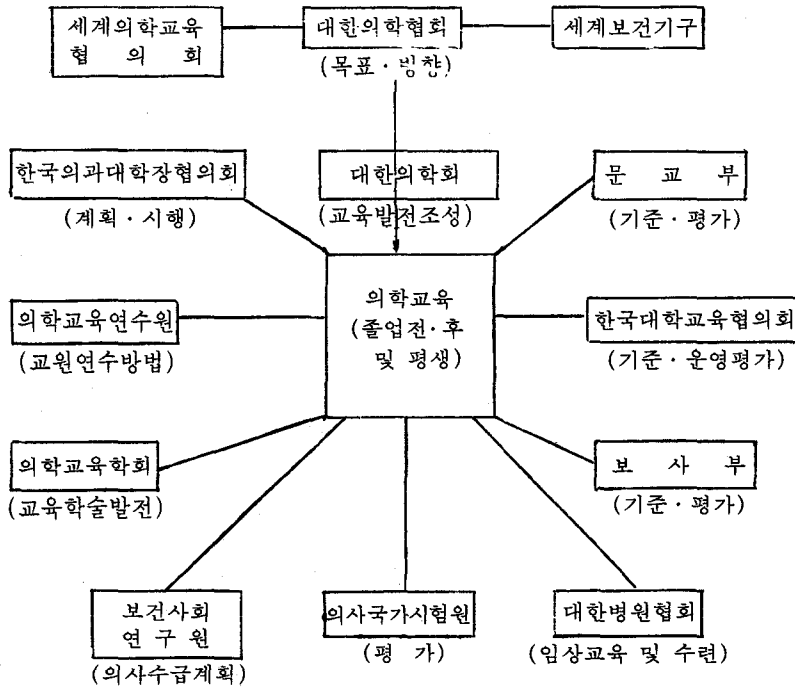 세계의학교육
협 의 회
대한의학협회
(목표·방향)
세계보건기구
한국의과대학장협의회
(계획·시행)
대한의학회
(교육발전조성)
문 교 부
(기준·평가)
의학교육
(졸업전·후
및 평생)
의학교육연수원
(교원연수방법)
한국대학교육협의회
(기준·운영평가)
의학교육학회
(교육학술발전)
보 사 부
(기준·평가)
보건사회
연 구 원
(의사수급계획)
의사국가시험원
(평 가)
대한병원협회
(임상교육 및 수련)